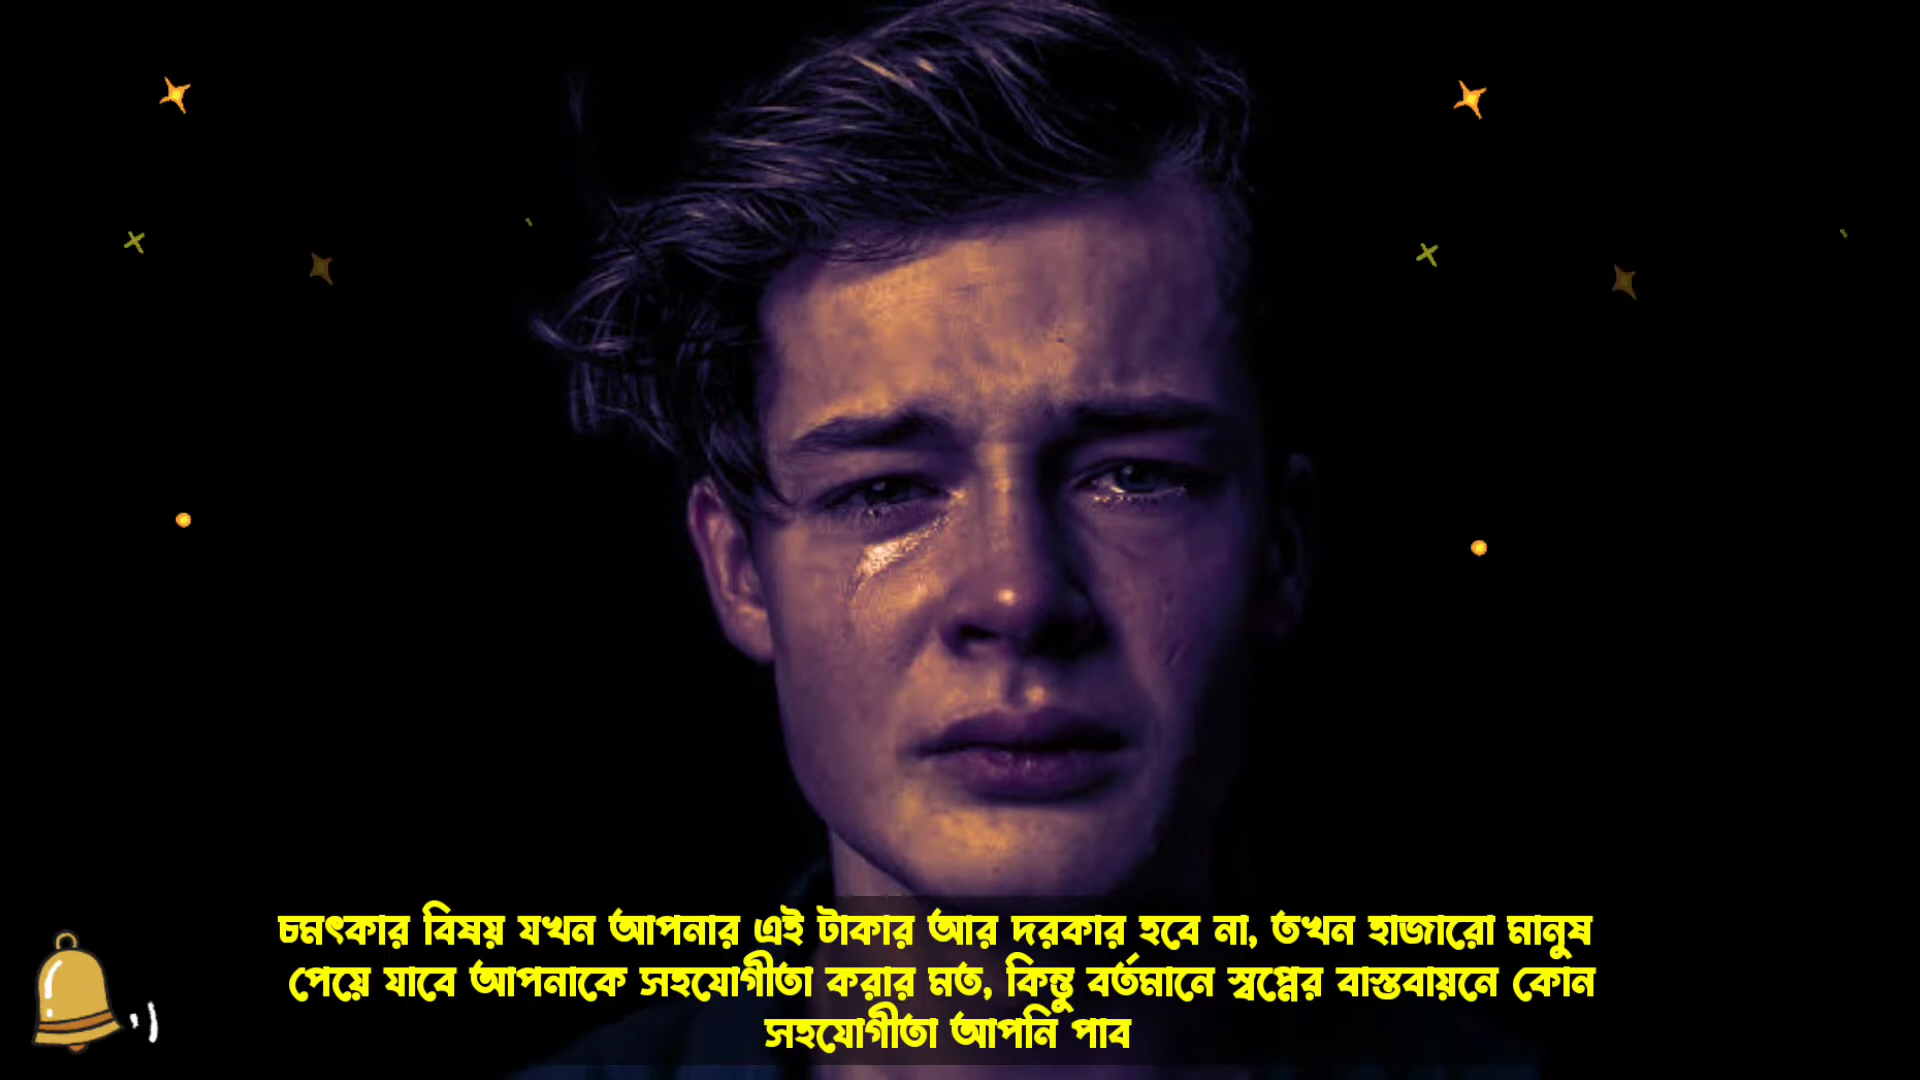 চমৎকার বিষয় যখন আপনার এই টাকার আর দরকার হবে না, তখন হাজারো মানুষ
পেয়ে যাবে আপনাকে সহযোগীতা করার মত, কিন্তু বর্তমানে স্বপ্নের বাস্তবায়নে কোন
সহযোগীতা আপনি পাব